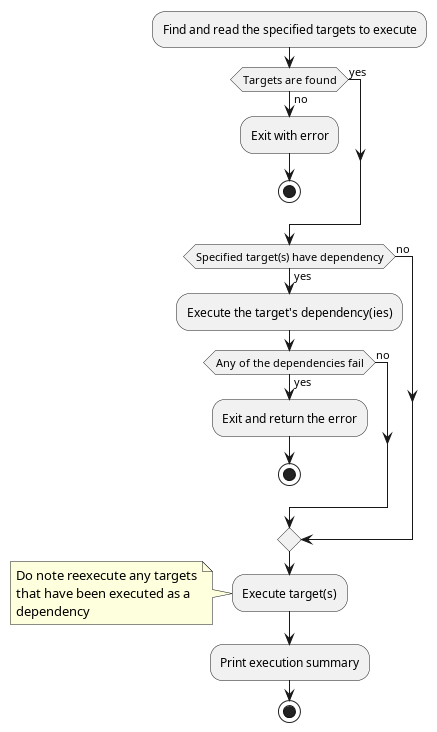 Find and read the specified targets to execute
Targets are found
yes
no
Exit with error
Specified target(s) have dependency
no
yes
Execute the target's dependency(ies)
Any of the dependencies fail
no
yes
Exit and return the error
Do note reexecute any targets
that have been executed as a
dependency
Execute target(s)
Print execution summary